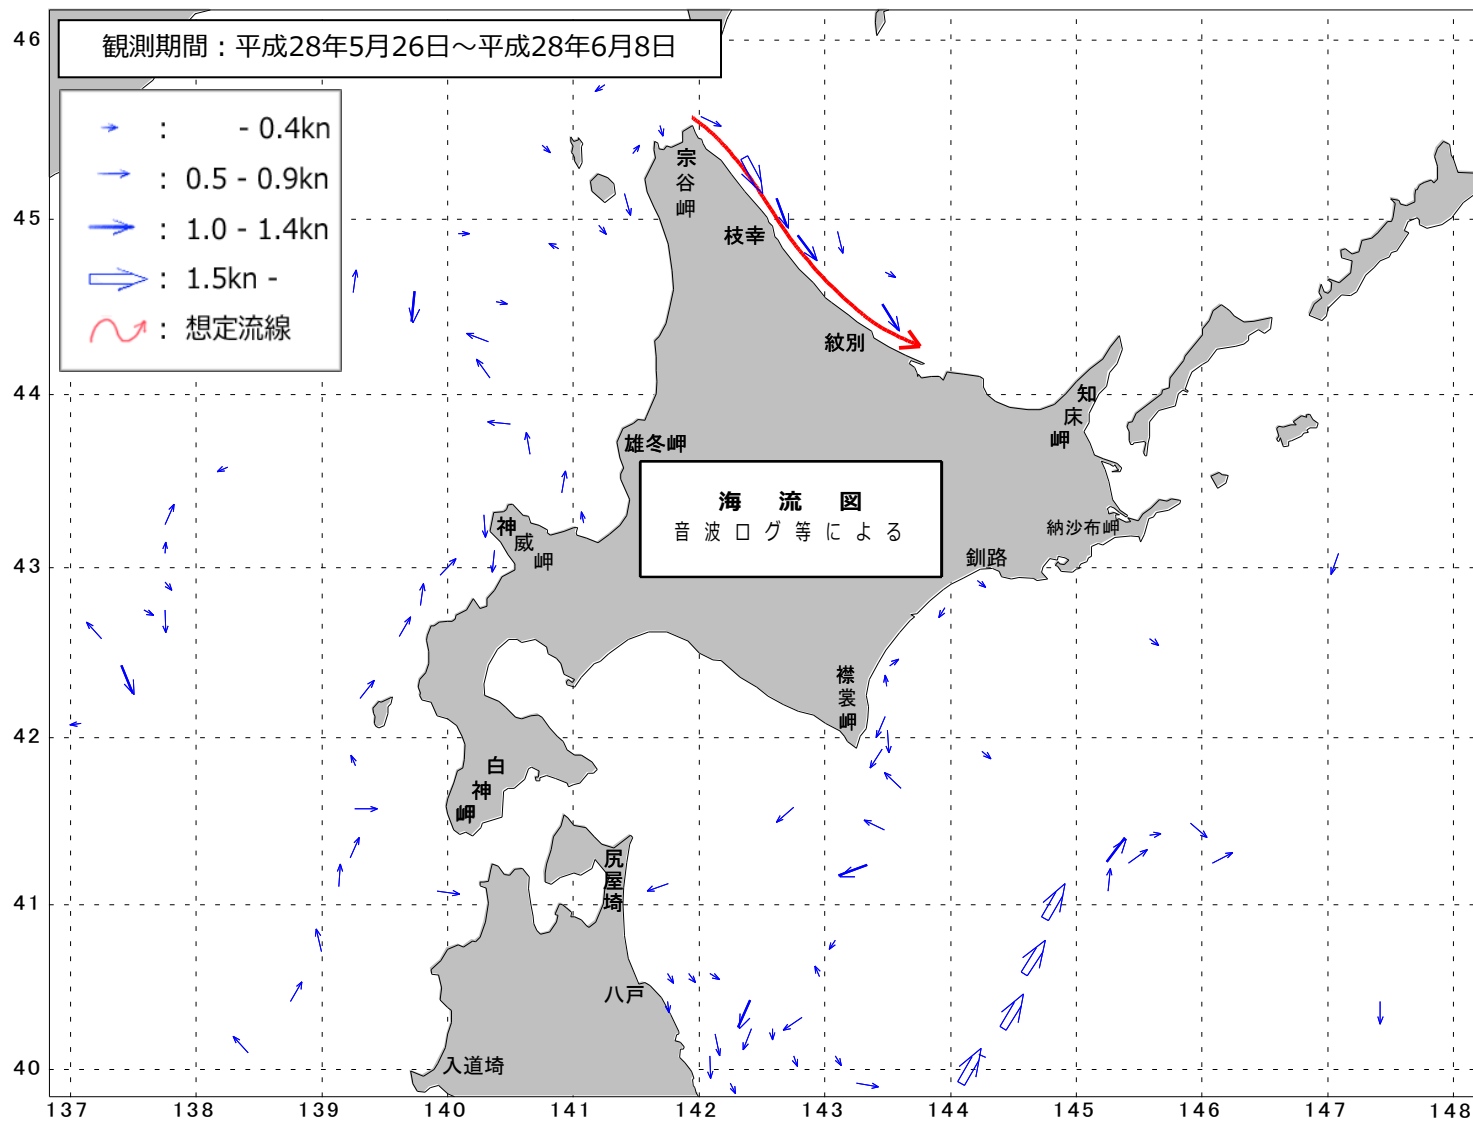 観測期間：平成28年5月26日～平成28年6月8日
： - 0.4kn
： 0.5 - 0.9kn
： 1.0 - 1.4kn
： 1.5kn -
： 想定流線
46
45
44
43
42
41
40
宗谷岬
枝幸
紋別
知床岬
雄冬岬
海流図
音波ログ等による
神威岬
納沙布岬
釧路
襟裳岬
白神岬
尻屋埼
八戸
入道埼
137 138 139 140 141 142 143 144 145 146 147 148